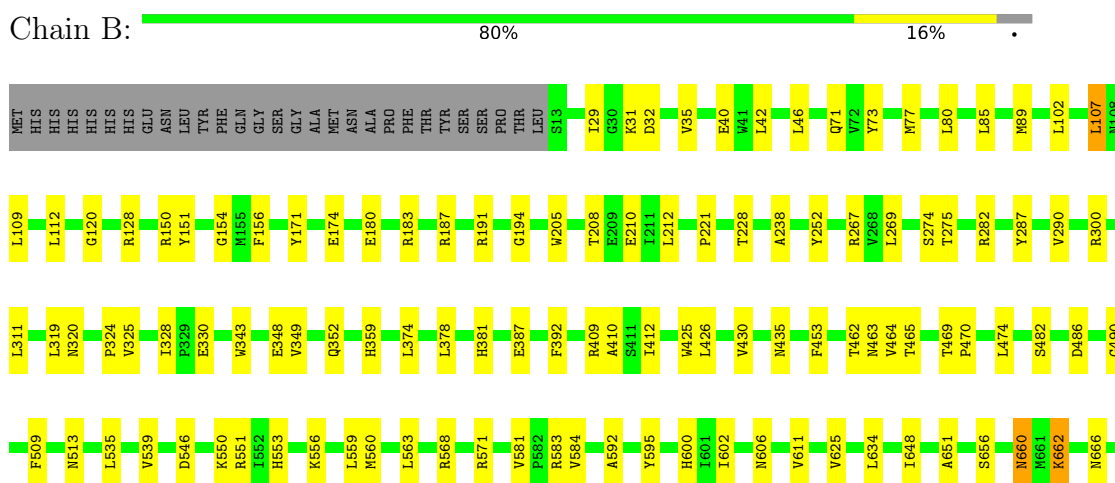 Chain B:
80% 16% •
MET HIS HIS HIS HIS HIS HIS GLU ASN LEU TYR PHE GLN GLY SER GLY ALA MET ASN ALA PRO PHE THR TYR SER SER PRO THR LEU S13 I29 G30 K31 D32 V35 E40 W41 L42 L46 Q71 V72 Y73 M77 L80 L85 M89 L102 L107 N108
L109 L112 G120 R128 R150 Y151 G154 M155 F156 Y171 E174 E180 R183 R187 R191 G194 W205 T208 E209 E210 I211 L212 P221 T228 A238 Y252 R267 V268 L269 S274 T275 R282 Y287 V290 R300
L311 L319 N320 P324 V325 I328 P329 E330 W343 E348 V349 Q352 H359 L374 L378 H381 E387 F392 R409 A410 S411 I412 W425 L426 V430 N435 F453 T462 N463 V464 T465 T469 P470 L474 S482 D486
F509 N513 L535 V539 D546 K550 R551 I552 H553 K556 L559 M560 L563 R568 R571 V581 P582 R583 V584 A592 Y595 H600 I601 I602 N606 V611 V625 L634 I648 A651 S656 N660 M661 K662 N666